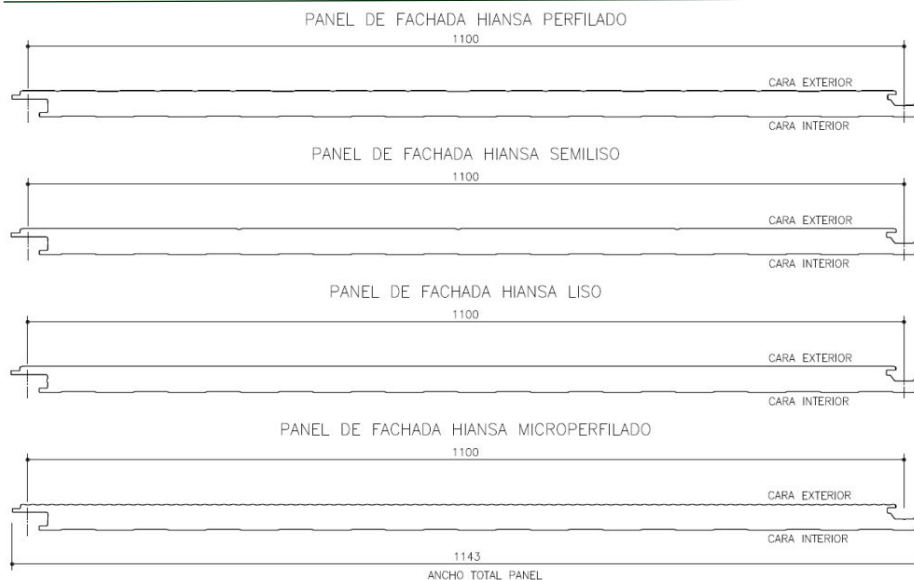 PANEL DE FACHADA HIANSA PERFILADO
1100
CARA EXTERIOR
CARA INTERIOR
PANEL DE FACHADA HIANSA SEMILISO
1100
CARA EXTERIOR
CARA INTERIOR
PANEL DE FACHADA HIANSA LISO
1100
CARA EXTERIOR
CARA INTERIOR
PANEL DE FACHADA HIANSA MICROPERFILADO
1100
CARA EXTERIOR
CARA INTERIOR
1143
ANCHO TOTAL PANEL